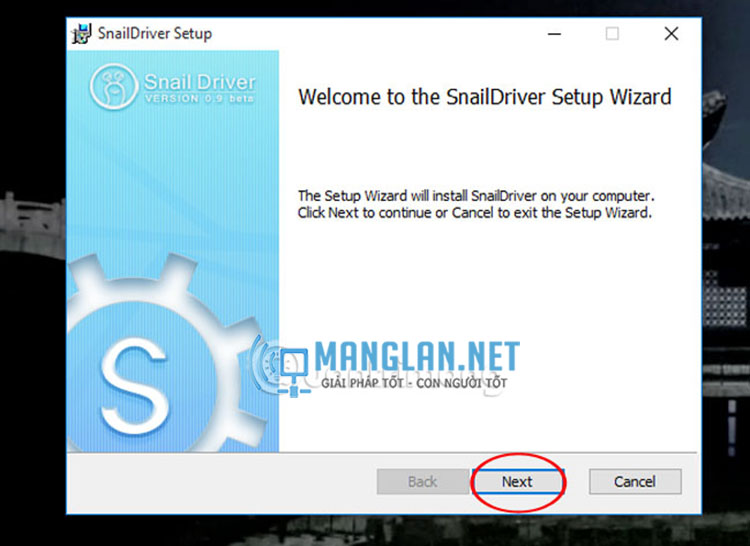 SnailDriver Setup
Snail Driver
VERSION 0.9 beta
Welcome to the SnailDriver Setup Wizard
The Setup Wizard will install SnailDriver on your computer.
Click Next to continue or Cancel to exit the Setup Wizard.
S
MANGLAN.NET
GIẢI PHÁP TỐT - CON NGƯỜI TỐT
Back
Next
Cancel